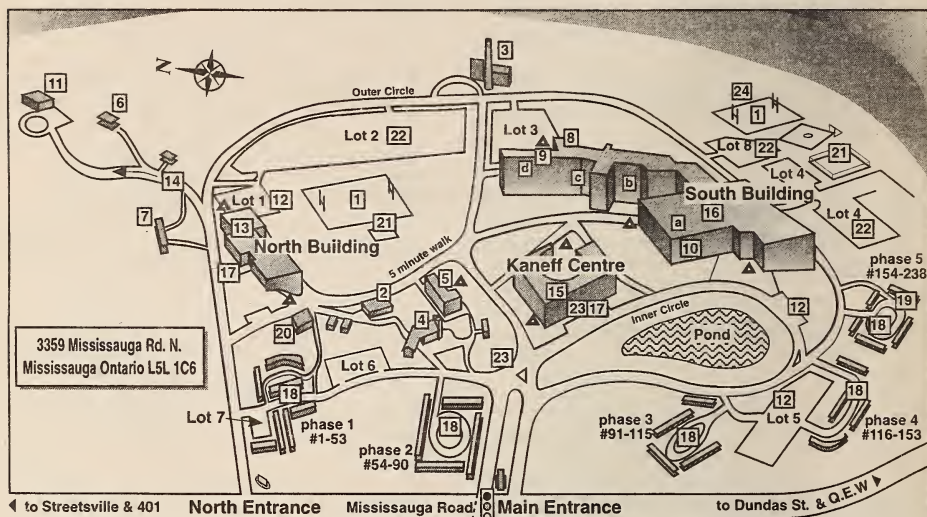 3
N
11
6
Outer Circle
24
1
Lot 2 22
Lot 3
8
9
Lot 8 22
21
d
c
b
Lot 4
14
Lot 1 12
1
South Building
a
16
Lot 4
22
7
13
21
North Building
5 minute walk
10
17
Kaneff Centre
phase 5
#154-238
5
15
2
23 17
12
19
Inner Circle
18
20
4
Pond
3359 Mississauga Rd. N.
Mississauga Ontario L5L 1C6
23
Lot 6
18
12
18
Lot 7
phase 1
#1-53
18
phase 3
#91-115
18
Lot 5
phase 4
#116-153
phase 2
#54-90
to Streetsville & 401
North Entrance
Mississauga Road
Main Entrance
to Dundas St. & Q.E.W